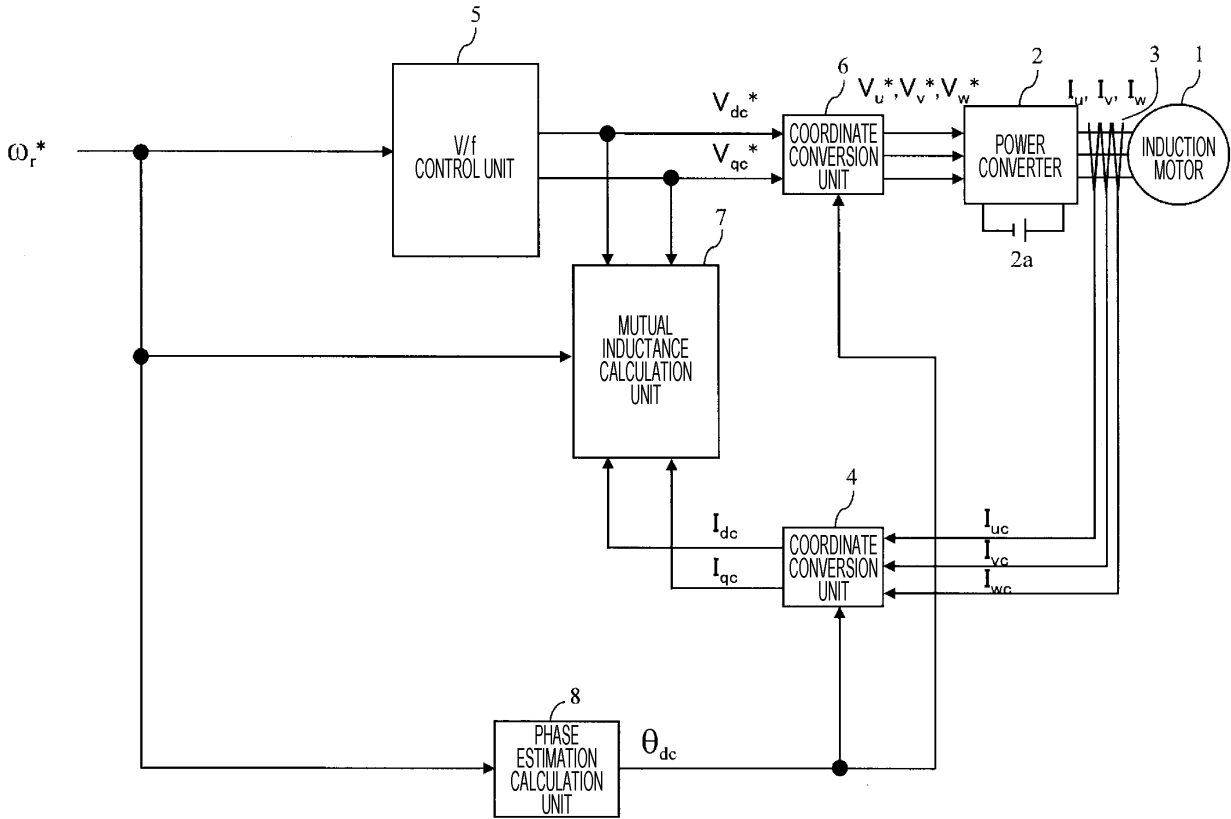 5
V/f
CONTROL UNIT
ωr*
Vdc*
Vqc*
6
COORDINATE
CONVERSION
UNIT
Vu*,Vv*,Vw*
2
POWER
CONVERTER
2a
Iu, Iv, Iw
3
1
INDUCTION
MOTOR
7
MUTUAL
INDUCTANCE
CALCULATION
UNIT
Idc
Iqc
4
COORDINATE
CONVERSION
UNIT
Iuc
Ivc
Iwc
8
PHASE
ESTIMATION
CALCULATION
UNIT
θdc